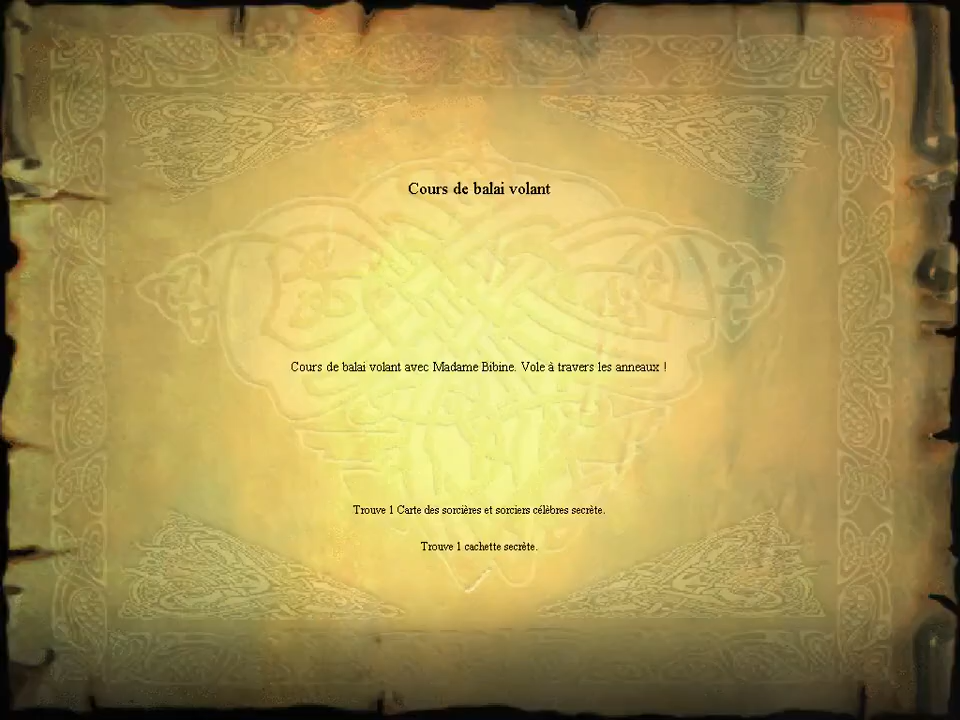 Cours de balai volant
Cours de balai volant avec Madame Bibine. Vole à travers les anneaux !
Trouve 1 Carte des sorcières et sorciers célèbres secrète.
Trouve 1 cachette secrète.